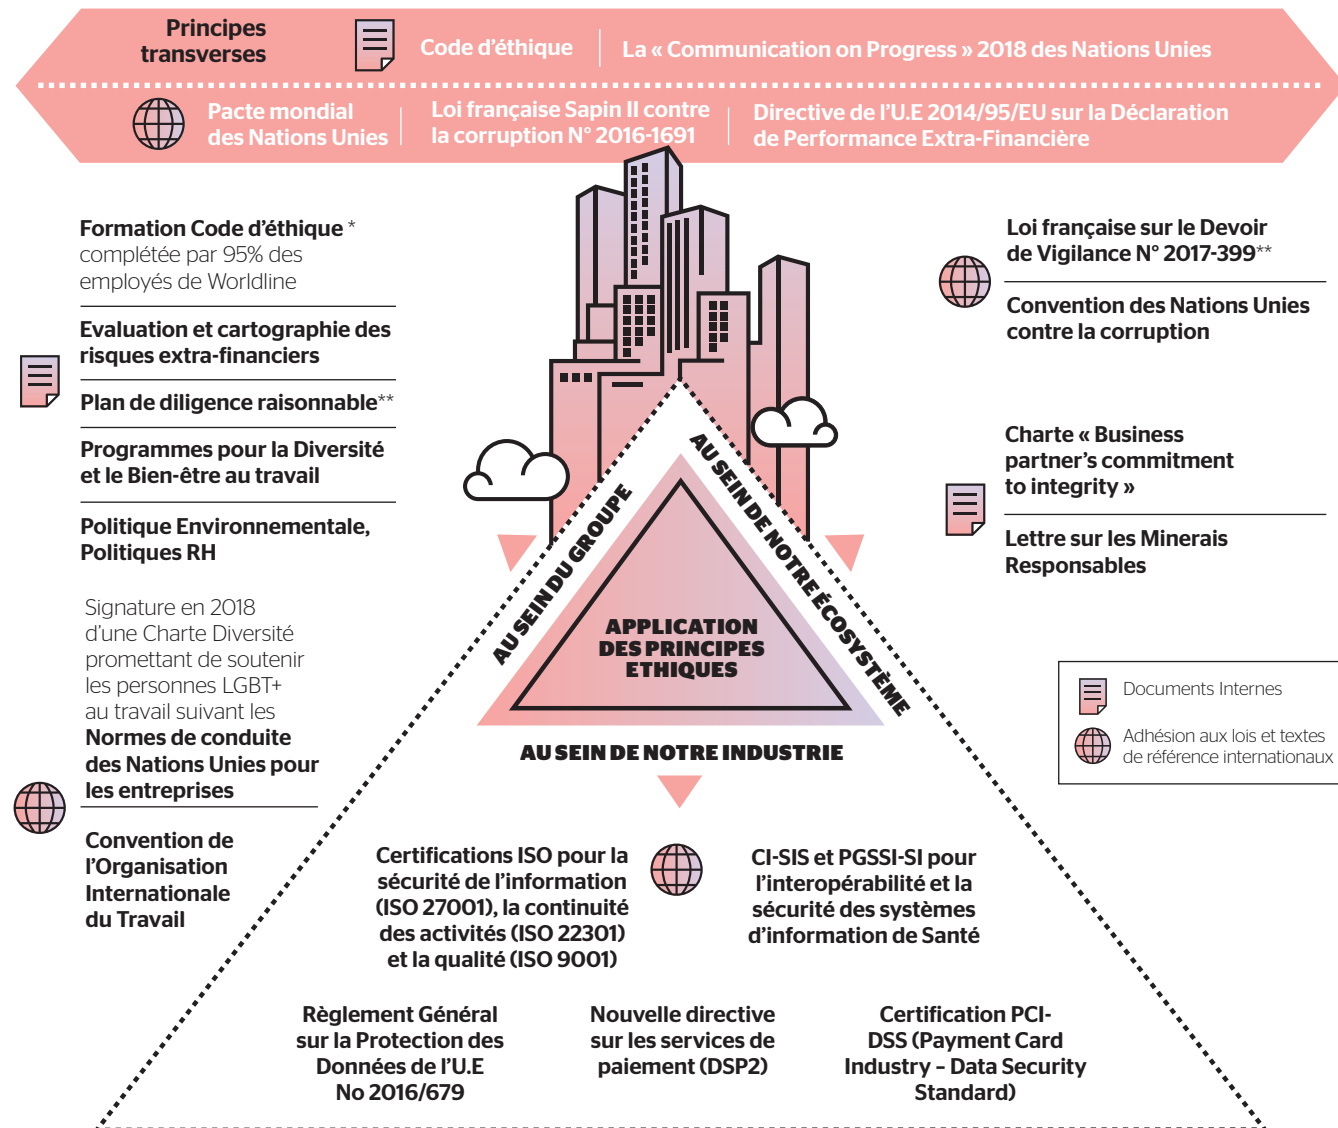 Principes
transverses
Code d’éthique
La « Communication on Progress » 2018 des Nations Unies
Pacte mondial
des Nations Unies
Loi française Sapin II contre
la corruption N° 2016-1691
Directive de l’U.E 2014/95/EU sur la Déclaration
de Performance Extra-Financière
Formation Code d’éthique *
complétée par 95% des
employés de Worldline
Evaluation et cartographie des
risques extra-financiers
Plan de diligence raisonnable**
Programmes pour la Diversité
et le Bien-être au travail
Politique Environnementale,
Politiques RH
Signature en 2018
d’une Charte Diversité
promettant de soutenir
les personnes LGBT+
au travail suivant les
Normes de conduite
des Nations Unies pour
les entreprises
Convention de
l’Organisation
Internationale
du Travail
Loi française sur le Devoir
de Vigilance N° 2017-399**
Convention des Nations Unies
contre la corruption
Charte « Business
partner’s commitment
to integrity »
Lettre sur les Minerais
Responsables
Documents Internes
Adhésion aux lois et textes
de référence internationaux
AU SEIN DU GROUPE
AU SEIN DE NOTRE ÉCOSYSTÈME
APPLICATION
DES PRINCIPES
ETHIQUES
AU SEIN DE NOTRE INDUSTRIE
Certifications ISO pour la
sécurité de l’information
(ISO 27001), la continuité
des activités (ISO 22301)
et la qualité (ISO 9001)
CI-SIS et PGSSI-SI pour
l’interopérabilité et la
sécurité des systèmes
d’information de Santé
Règlement Général
sur la Protection des
Données de l’U.E
No 2016/679
Nouvelle directive
sur les services de
paiement (DSP2)
Certification PCI-
DSS (Payment Card
Industry – Data Security
Standard)